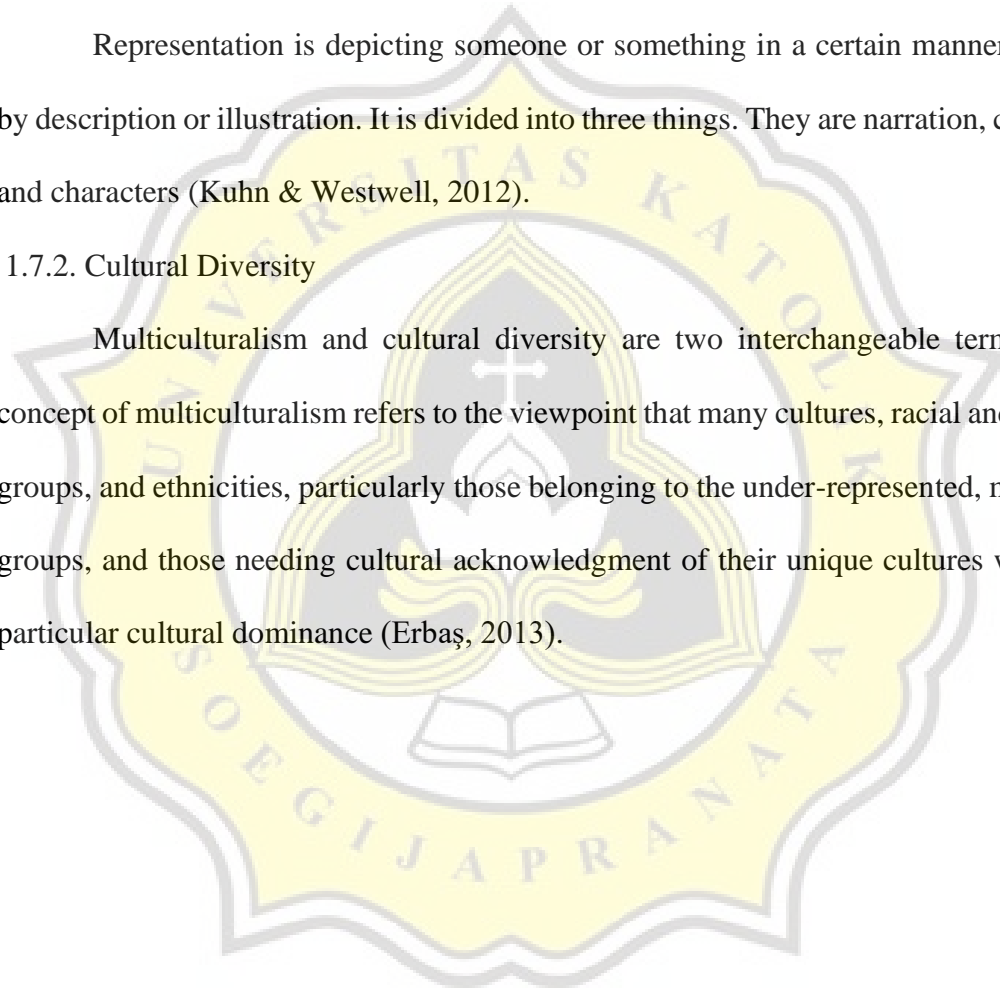 Representation is depicting someone or something in a certain manner
by description or illustration. It is divided into three things. They are narration,
and characters (Kuhn & Westwell, 2012).
1.7.2. Cultural Diversity
Multiculturalism and cultural diversity are two interchangeable
concept of multiculturalism refers to the viewpoint that many cultures, racial
groups, and ethnicities, particularly those belonging to the under-represented,
groups, and those needing cultural acknowledgment of their unique cultures
particular cultural dominance (Erbaş, 2013).
UNIVERSITAS KATOLIK
SOEGIJAPRANATA